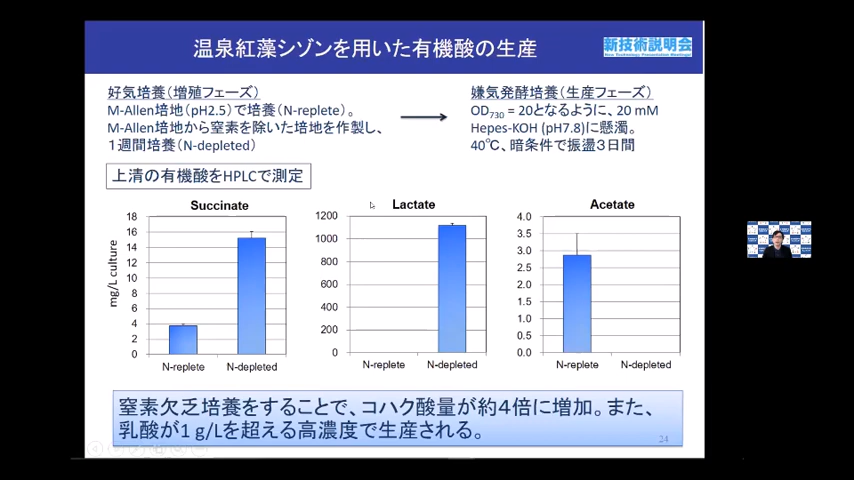 温泉紅藻シゾンを用いた有機酸の生産
新技術説明会
好気培養(増殖フェーズ)
M-Allen培地(pH2.5)で培養(N-replete)。
M-Allen培地から窒素を除いた培地を作製し、
1週間培養(N-depleted)
嫌気発酵培養(生産フェーズ)
OD730 = 20となるように、20 mM
Hepes-KOH (pH7.8)に懸濁。
40℃、暗条件で振盪3日間
上清の有機酸をHPLCで測定
Succinate
mg/L culture
18
16
14
12
10
8
6
4
2
0
N-replete
N-depleted
Lactate
1200
1000
800
600
400
200
0
N-replete
N-depleted
Acetate
4.0
3.5
3.0
2.5
2.0
1.5
1.0
0.5
0.0
N-replete
N-depleted
窒素欠乏培養をすることで、コハク酸量が約4倍に増加。また、
乳酸が1 g/Lを超える高濃度で生産される。
24